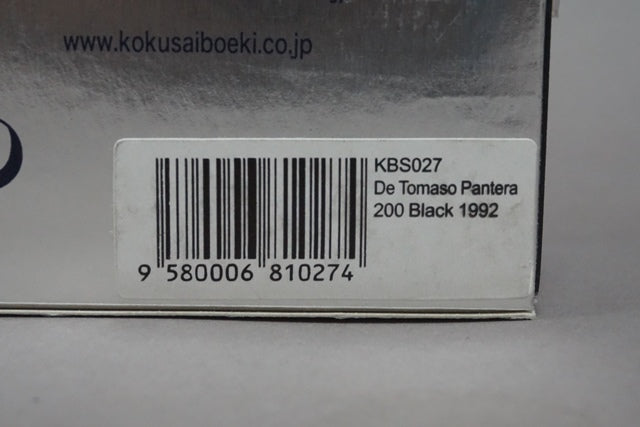 www.kokusaiboeki.co.jp
KBS027
De Tomaso Pantera
200 Black 1992
9 580006 810274